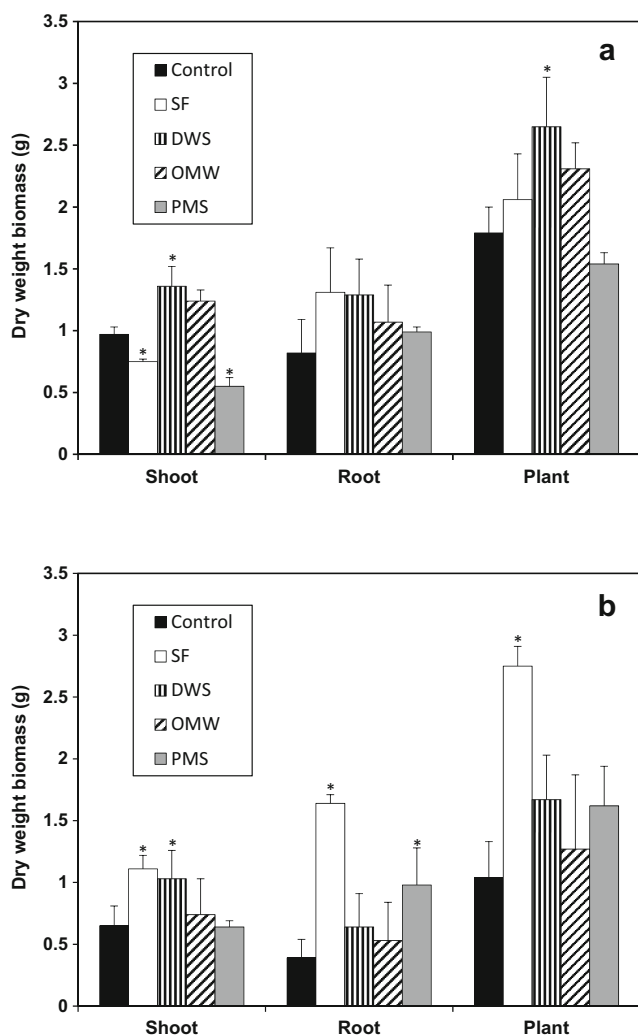 3.5
3
2.5
2
1.5
1
0.5
0
Dry weight biomass (g)
a
Control
SF
DWS
OMW
PMS
*
*
*
*
Shoot Root Plant
3.5
3
2.5
2
1.5
1
0.5
0
Dry weight biomass (g)
b
Control
SF
DWS
OMW
PMS
*
*
*
*
*
Shoot Root Plant